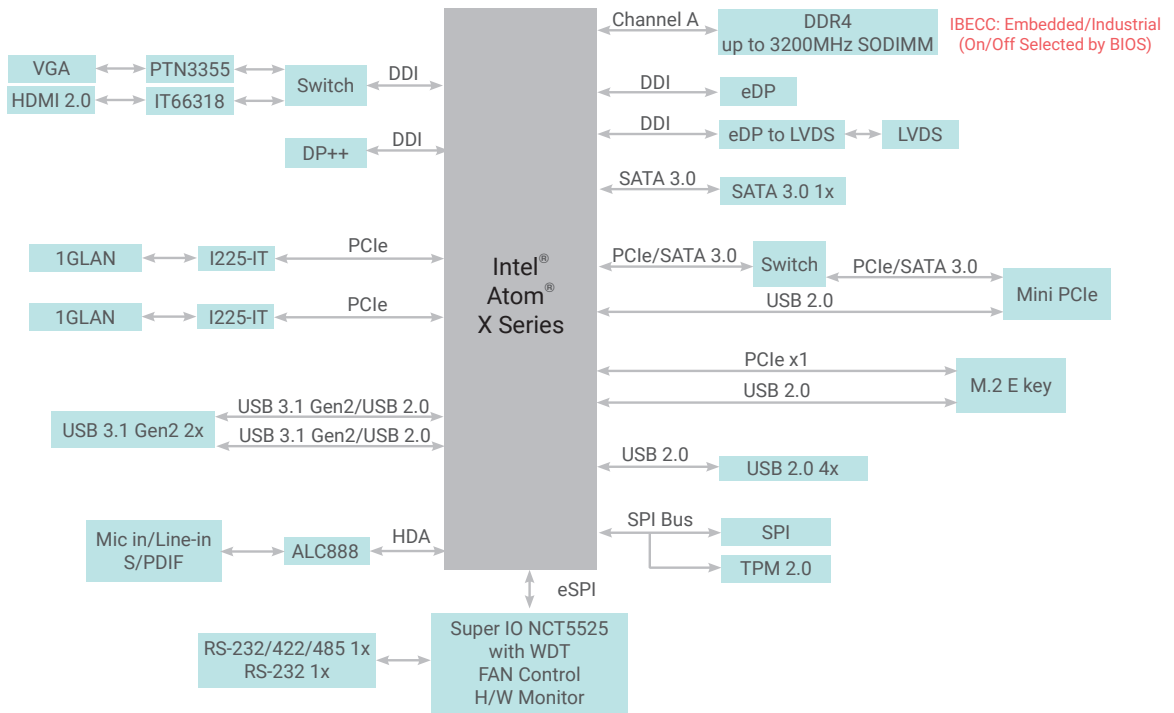 Channel A
DDR4
up to 3200MHz SODIMM
IBECC: Embedded/Industrial
(On/Off Selected by BIOS)
VGA
PTN3355
HDMI 2.0
IT66318
Switch
DDI
DP++
DDI
DDI
eDP
DDI
eDP to LVDS
LVDS
SATA 3.0
SATA 3.0 1x
1GLAN
I225-IT
PCIe
1GLAN
I225-IT
PCIe
Intel®
Atom®
X Series
PCIe/SATA 3.0
Switch
PCIe/SATA 3.0
USB 2.0
Mini PCIe
PCIe x1
USB 2.0
M.2 E key
USB 3.1 Gen2 2x
USB 3.1 Gen2/USB 2.0
USB 3.1 Gen2/USB 2.0
USB 2.0
USB 2.0 4x
Mic in/Line-in
S/PDIF
ALC888
HDA
SPI Bus
SPI
TPM 2.0
eSPI
RS-232/422/485 1x
RS-232 1x
Super IO NCT5525
with WDT
FAN Control
H/W Monitor